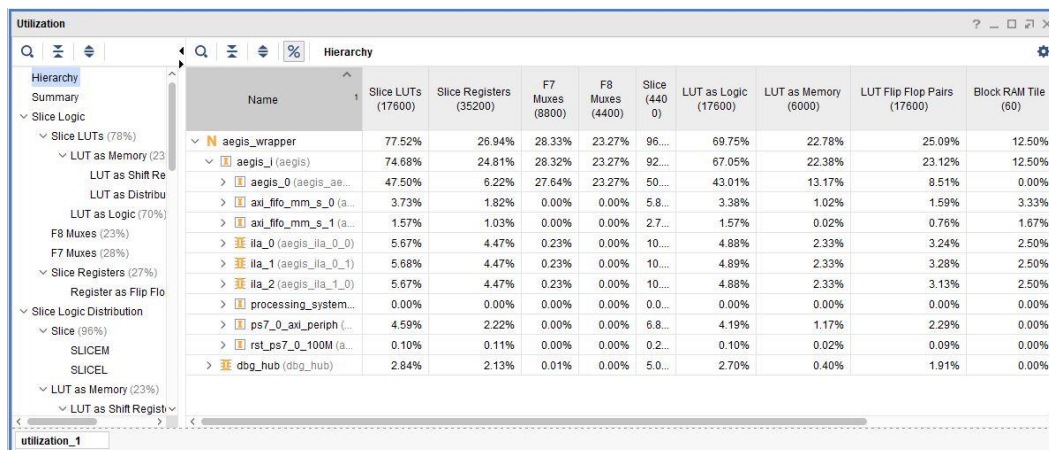 Utilization
Hierarchy
Hierarchy
Summary
Slice Logic
Slice LUTs (78%)
LUT as Memory (23
LUT as Shift Re
LUT as Distribu
LUT as Logic (70%)
F8 Muxes (23%)
F7 Muxes (28%)
Slice Registers (27%)
Register as Flip Flo
Slice Logic Distribution
Slice (96%)
SLICEM
SLICEL
LUT as Memory (23%)
LUT as Shift Regist
Name 1 Slice LUTs (17600) Slice Registers (35200) F7 Muxes (8800) F8 Muxes (4400) Slice (4400) LUT as Logic (17600) LUT as Memory (6000) LUT Flip Flop Pairs (17600) Block RAM Tile (60)
N aegis_wrapper 77.52% 26.94% 28.33% 23.27% 96.... 69.75% 22.78% 25.09% 12.50%
aegis_i (aegis) 74.68% 24.81% 28.32% 23.27% 92.... 67.05% 22.38% 23.12% 12.50%
aegis_0 (aegis_ae... 47.50% 6.22% 27.64% 23.27% 50.... 43.01% 13.17% 8.51% 0.00%
axi_fifo_mm_s_0 (a... 3.73% 1.82% 0.00% 0.00% 5.8... 3.38% 1.02% 1.59% 3.33%
axi_fifo_mm_s_1 (a... 1.57% 1.03% 0.00% 0.00% 2.7... 1.57% 0.02% 0.76% 1.67%
ila_0 (aegis_ila_0_0) 5.67% 4.47% 0.23% 0.00% 10.... 4.88% 2.33% 3.24% 2.50%
ila_1 (aegis_ila_0_1) 5.68% 4.47% 0.23% 0.00% 10.... 4.89% 2.33% 3.28% 2.50%
ila_2 (aegis_ila_1_0) 5.67% 4.47% 0.23% 0.00% 10.... 4.88% 2.33% 3.13% 2.50%
processing_system... 0.00% 0.00% 0.00% 0.00% 0.0... 0.00% 0.00% 0.00% 0.00%
ps7_0_axi_periph (... 4.59% 2.22% 0.00% 0.00% 6.8... 4.19% 1.17% 2.29% 0.00%
rst_ps7_0_100M (a... 0.10% 0.11% 0.00% 0.00% 0.2... 0.10% 0.02% 0.09% 0.00%
dbg_hub (dbg_hub) 2.84% 2.13% 0.01% 0.00% 5.0... 2.70% 0.40% 1.91% 0.00%
utilization_1